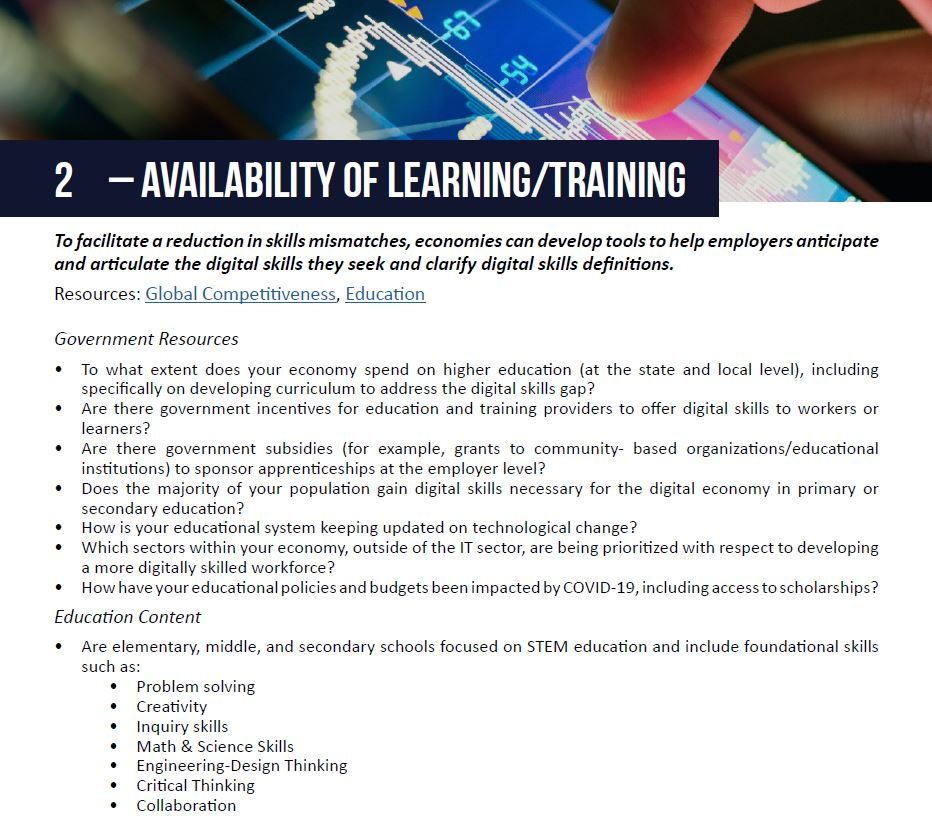 700
67
54
2 – AVAILABILITY OF LEARNING/TRAINING
To facilitate a reduction in skills mismatches, economies can develop tools to help employers anticipate
and articulate the digital skills they seek and clarify digital skills definitions.
Resources: Global Competitiveness, Education
Government Resources
• To what extent does your economy spend on higher education (at the state and local level), including
specifically on developing curriculum to address the digital skills gap?
• Are there government incentives for education and training providers to offer digital skills to workers or
learners?
• Are there government subsidies (for example, grants to community- based organizations/educational
institutions) to sponsor apprenticeships at the employer level?
• Does the majority of your population gain digital skills necessary for the digital economy in primary or
secondary education?
• How is your educational system keeping updated on technological change?
• Which sectors within your economy, outside of the IT sector, are being prioritized with respect to developing
a more digitally skilled workforce?
• How have your educational policies and budgets been impacted by COVID-19, including access to scholarships?
Education Content
• Are elementary, middle, and secondary schools focused on STEM education and include foundational skills
such as:
• Problem solving
• Creativity
• Inquiry skills
• Math & Science Skills
• Engineering-Design Thinking
• Critical Thinking
• Collaboration